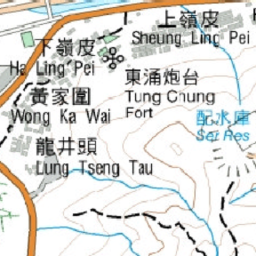 上嶺皮
Sheung Ling Pei
下嶺皮
Ha Ling Pei
東涌炮台
Tung Chung
Fort
黃家圍
Wong Ka Wai
配水庫
Ser Res
龍井頭
Lung Tseng Tau